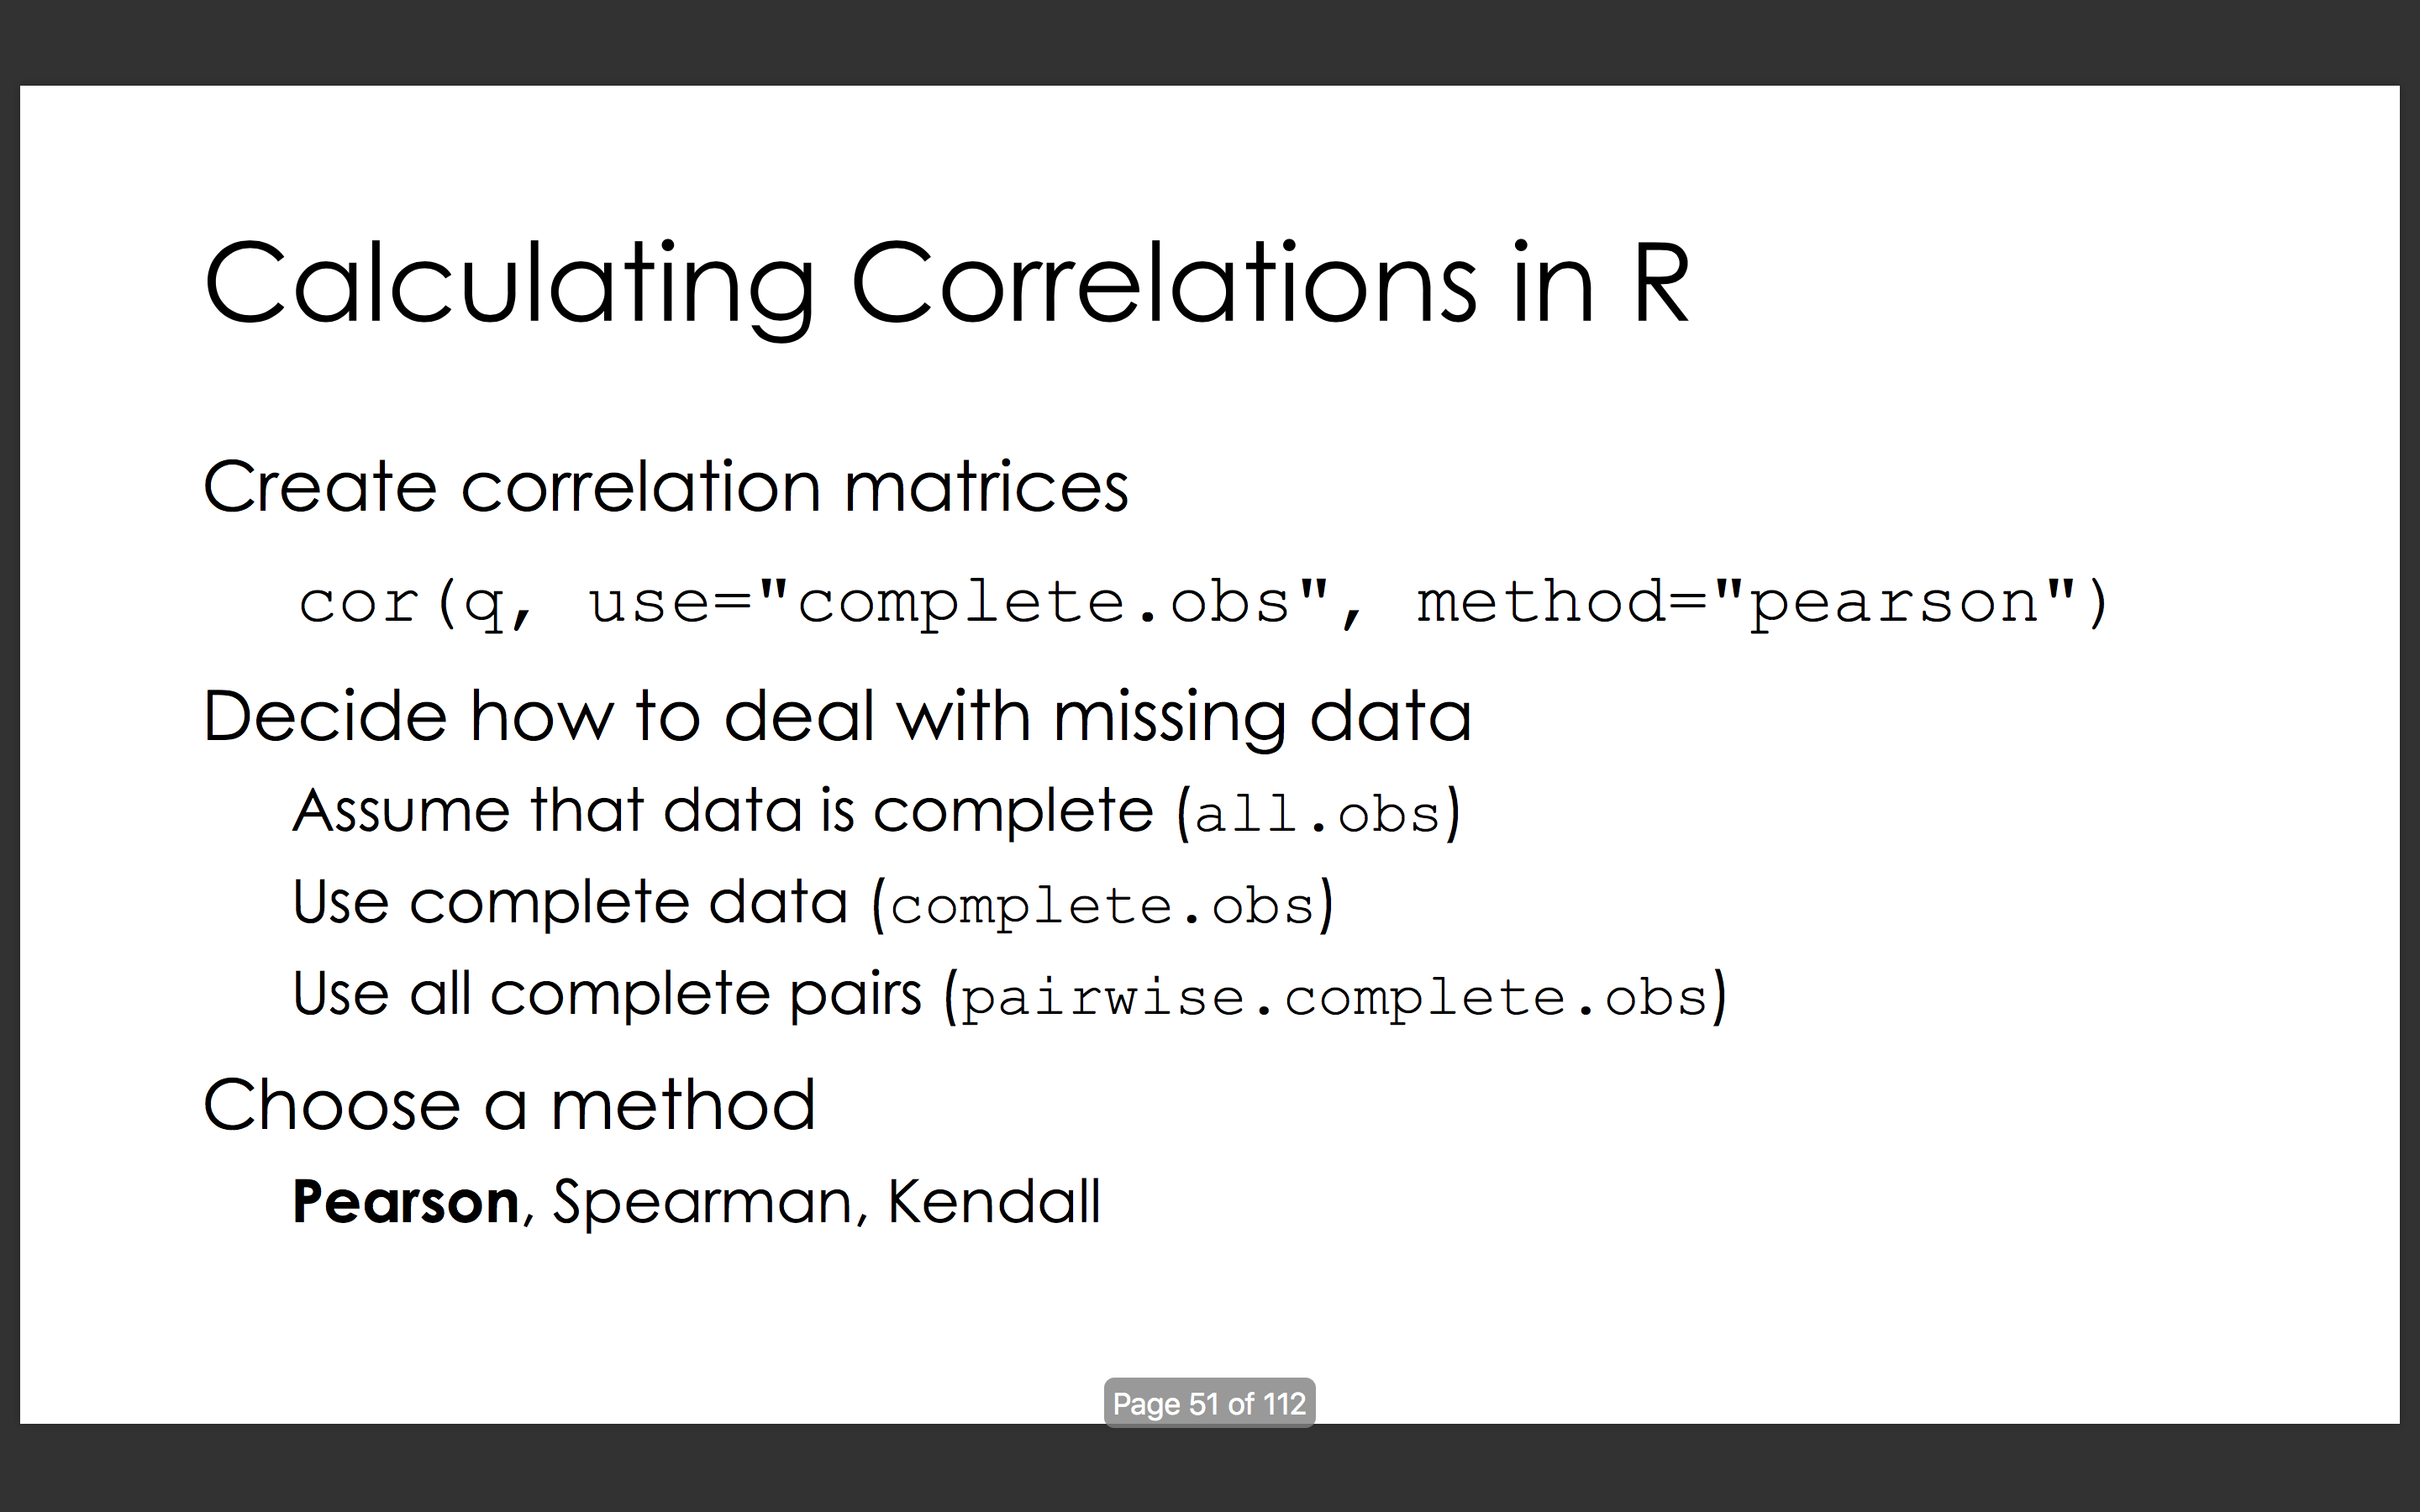 Calculating Correlations in R
Create correlation matrices
cor(q, use="complete.obs", method="pearson")
Decide how to deal with missing data
Assume that data is complete (all.obs)
Use complete data (complete.obs)
Use all complete pairs (pairwise.complete.obs)
Choose a method
Pearson, Spearman, Kendall
Page 51 of 112